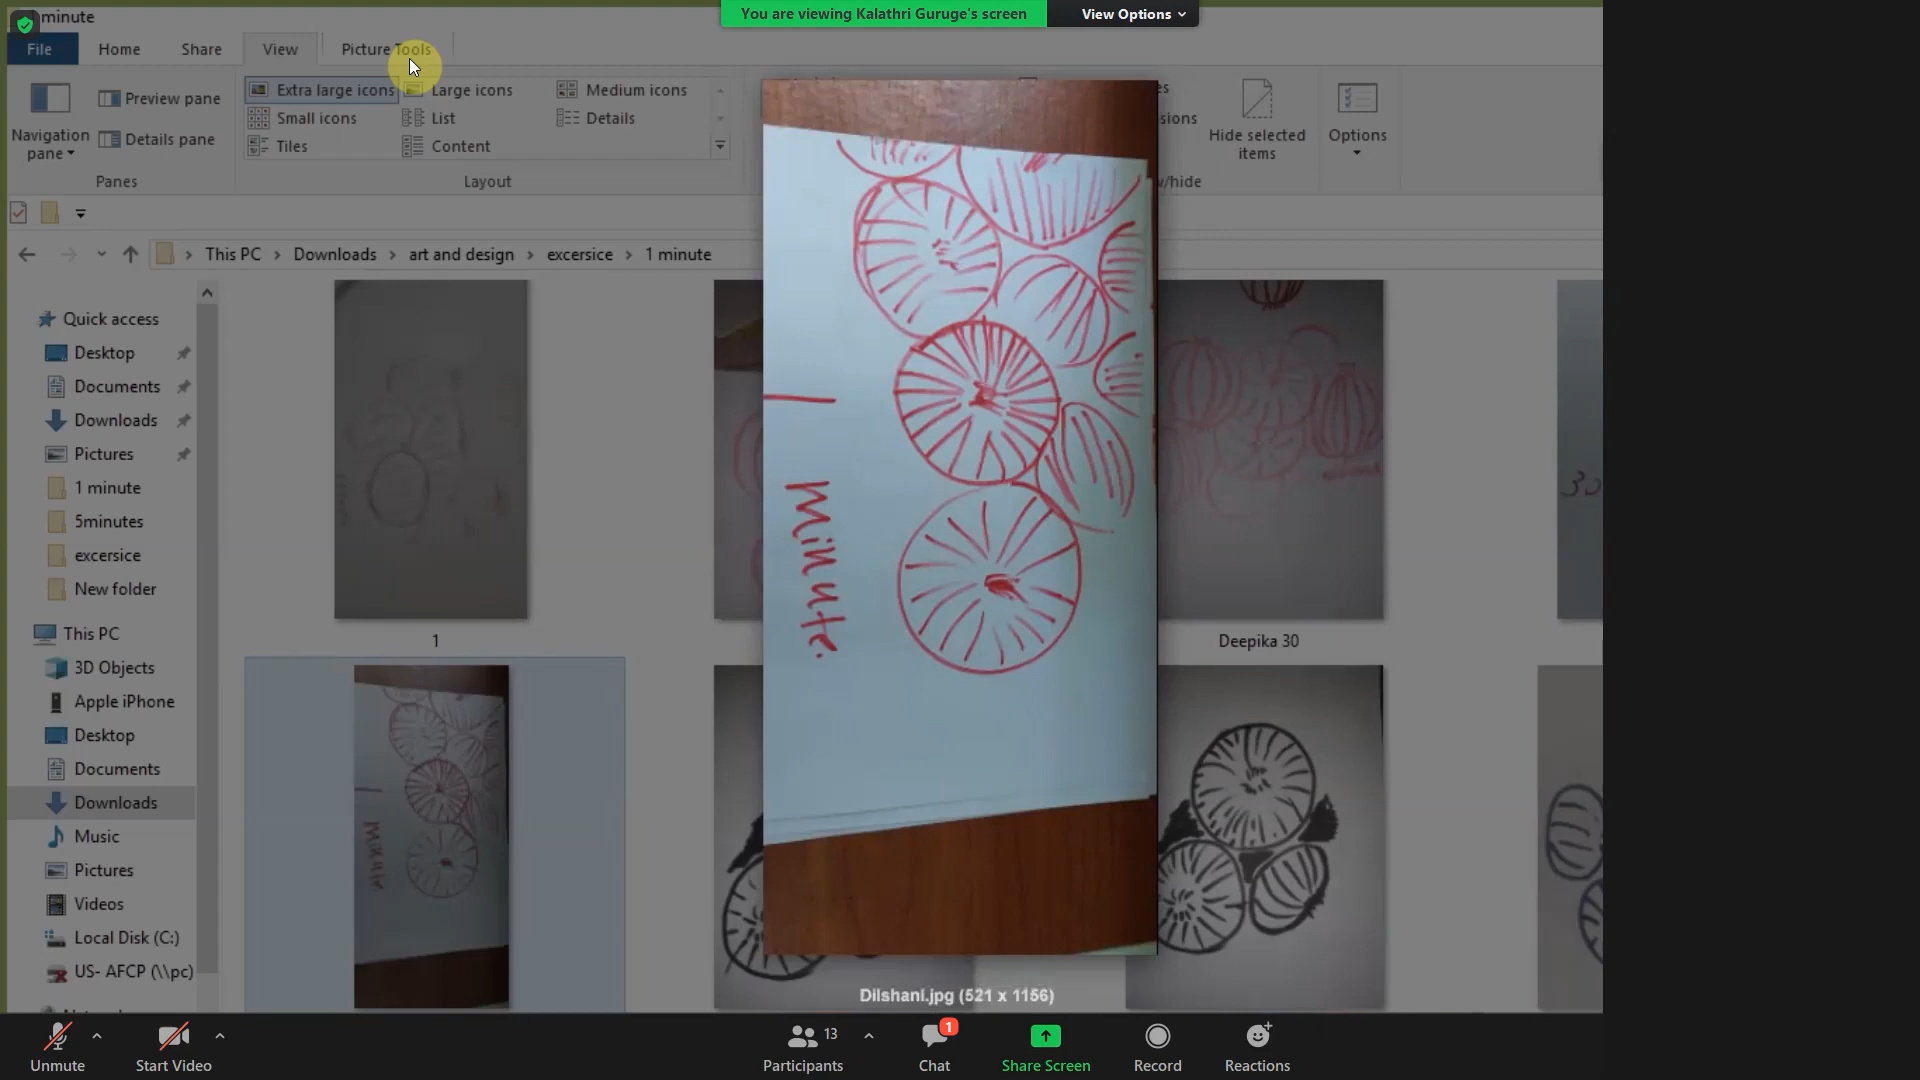 You are viewing Kalathri Guruge's screen
View Options
minute
File
Home
Share
View
Picture Tools
Navigation pane
Preview pane
Details pane
Panes
Extra large icons
Large icons
Medium icons
Small icons
List
Details
Tiles
Content
Layout
Hide selected items
Options
This PC
Downloads
art and design
excersice
1 minute
Quick access
Desktop
Documents
Downloads
Pictures
1 minute
5minutes
excersice
New folder
This PC
3D Objects
Apple iPhone
Desktop
Documents
Downloads
Music
Pictures
Videos
Local Disk (C:)
US- AFCP (\\pc)
1
Deepika 30
30
1 Minute.
Dilshani.jpg (521 x 1156)
Unmute
Start Video
13
Participants
1
Chat
Share Screen
Record
Reactions